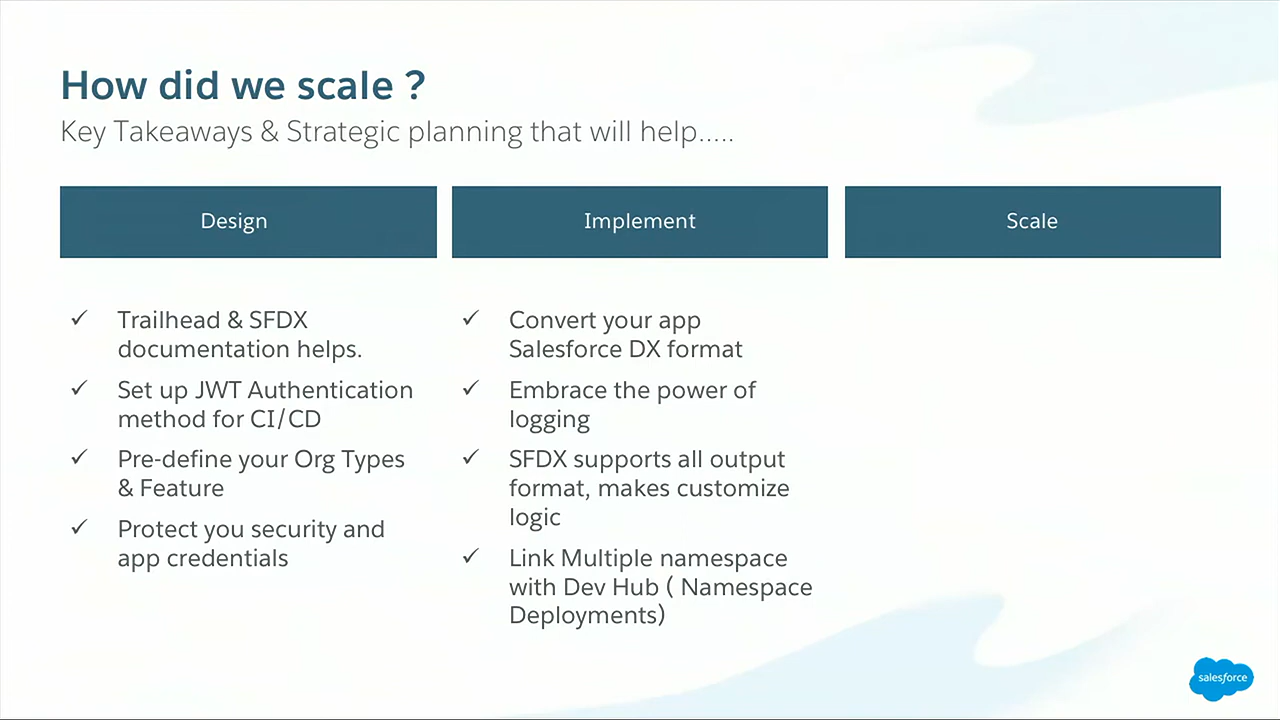 How did we scale ?
Key Takeaways & Strategic planning that will help.....
Design
Implement
Scale
✓ Trailhead & SFDX
documentation helps.
✓ Set up JWT Authentication
method for CI/CD
✓ Pre-define your Org Types
& Feature
✓ Protect you security and
app credentials
✓ Convert your app
Salesforce DX format
✓ Embrace the power of
logging
✓ SFDX supports all output
format, makes customize
logic
✓ Link Multiple namespace
with Dev Hub ( Namespace
Deployments)
salesforce